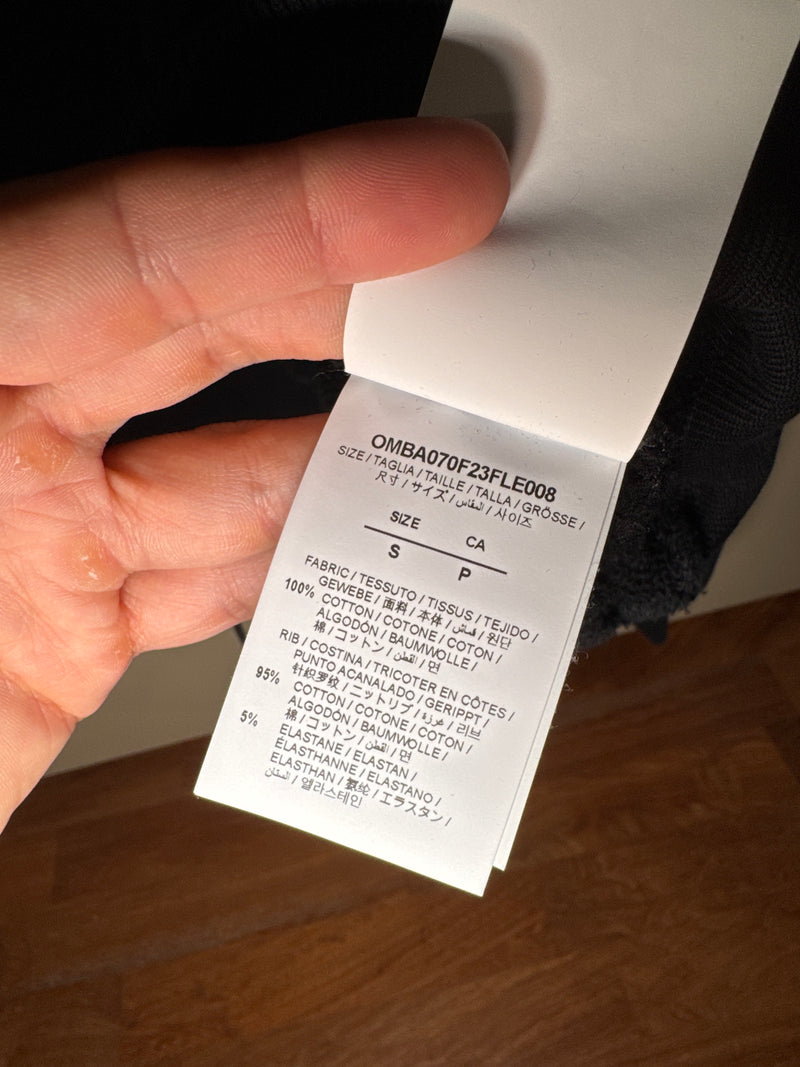 OMBA070F23FLE008
SIZE / TAGLIA / TAILLE / TALLA / GRÖSSE /
尺寸 / サイズ / المقاس / 사이즈
SIZE CA
S P
FABRIC / TESSUTO / TISSUS / TEJIDO /
GEWEBE / 面料 / 本体 / قماش / 원단
100% COTTON / COTONE / COTON /
ALGODÓN / BAUMWOLLE /
棉 / コットン / القطن / 면
RIB / COSTINA / TRICOTER EN CÔTES /
PUNTO ACANALADO / GERIPPT /
针织罗纹 / ニットリブ / غرزة / 리브
95% COTTON / COTONE / COTON /
ALGODÓN / BAUMWOLLE /
棉 / コットン / القطن / 면
5% ELASTANE / ELASTAN /
ÉLASTHANNE / ELASTANO /
ELASTHAN / 氨纶 / エラスタン /
/ 엘라스테인